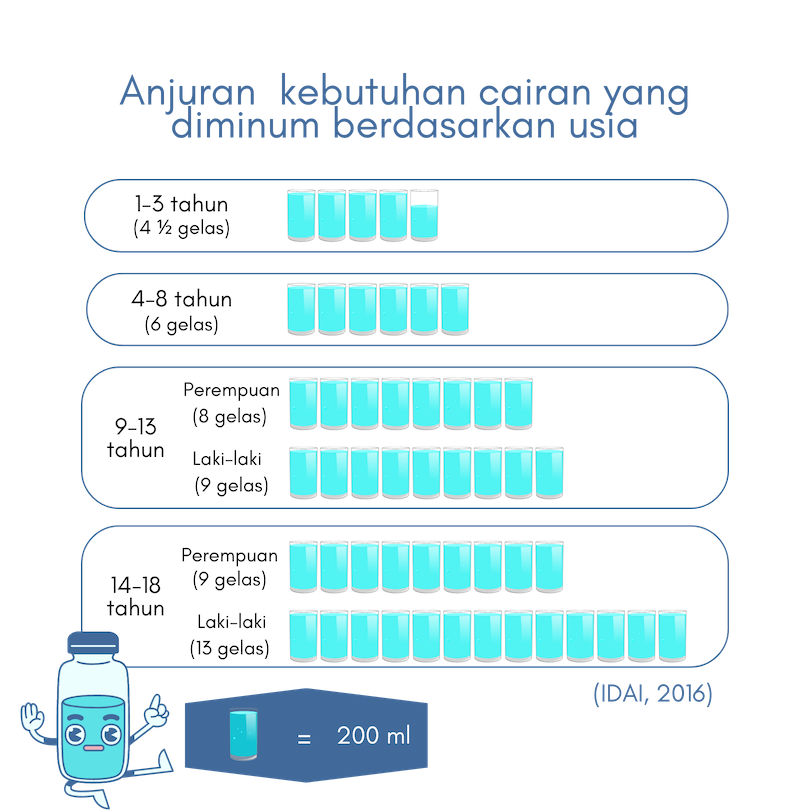 Anjuran kebutuhan cairan yang
diminum berdasarkan usia
1-3 tahun
(4 ½ gelas)
4-8 tahun
(6 gelas)
9-13
tahun
Perempuan
(8 gelas)
Laki-laki
(9 gelas)
14-18
tahun
Perempuan
(9 gelas)
Laki-laki
(13 gelas)
(IDAI, 2016)
= 200 ml